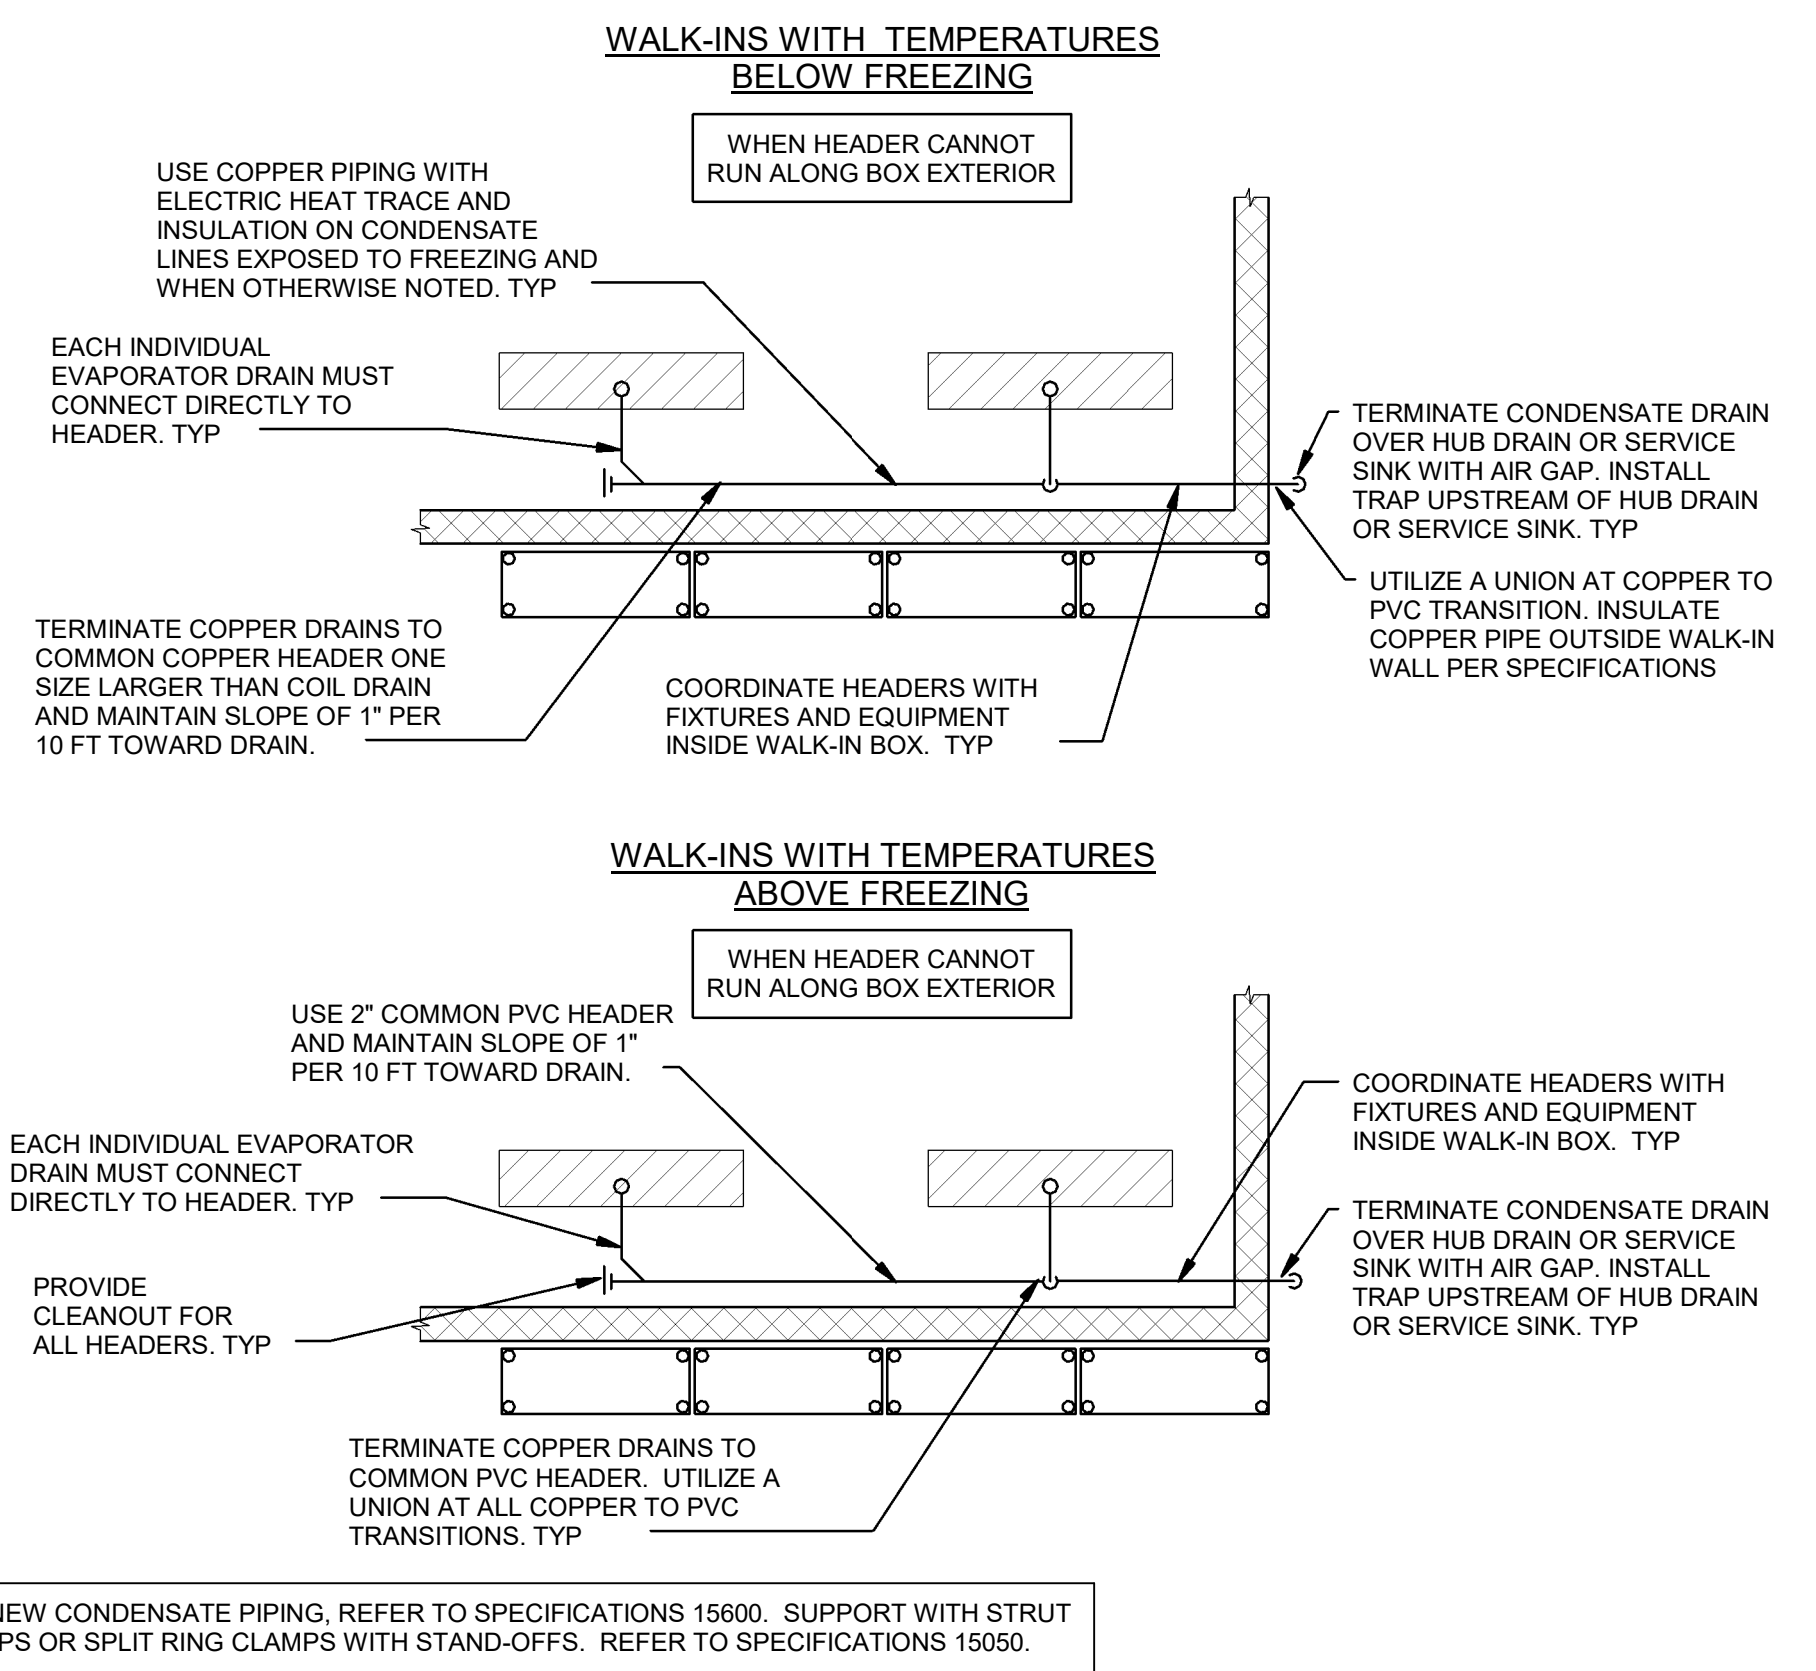 WALK-INS WITH TEMPERATURES
BELOW FREEZING
WHEN HEADER CANNOT
RUN ALONG BOX EXTERIOR
USE COPPER PIPING WITH
ELECTRIC HEAT TRACE AND
INSULATION ON CONDENSATE
LINES EXPOSED TO FREEZING AND
WHEN OTHERWISE NOTED. TYP
EACH INDIVIDUAL
EVAPORATOR DRAIN MUST
CONNECT DIRECTLY TO
HEADER. TYP
TERMINATE CONDENSATE DRAIN
OVER HUB DRAIN OR SERVICE
SINK WITH AIR GAP. INSTALL
TRAP UPSTREAM OF HUB DRAIN
OR SERVICE SINK. TYP
UTILIZE A UNION AT COPPER TO
PVC TRANSITION. INSULATE
COPPER PIPE OUTSIDE WALK-IN
WALL PER SPECIFICATIONS
TERMINATE COPPER DRAINS TO
COMMON COPPER HEADER ONE
SIZE LARGER THAN COIL DRAIN
AND MAINTAIN SLOPE OF 1" PER
10 FT TOWARD DRAIN.
COORDINATE HEADERS WITH
FIXTURES AND EQUIPMENT
INSIDE WALK-IN BOX. TYP
WALK-INS WITH TEMPERATURES
ABOVE FREEZING
WHEN HEADER CANNOT
RUN ALONG BOX EXTERIOR
USE 2" COMMON PVC HEADER
AND MAINTAIN SLOPE OF 1"
PER 10 FT TOWARD DRAIN.
EACH INDIVIDUAL EVAPORATOR
DRAIN MUST CONNECT
DIRECTLY TO HEADER. TYP
COORDINATE HEADERS WITH
FIXTURES AND EQUIPMENT
INSIDE WALK-IN BOX. TYP
TERMINATE CONDENSATE DRAIN
OVER HUB DRAIN OR SERVICE
SINK WITH AIR GAP. INSTALL
TRAP UPSTREAM OF HUB DRAIN
OR SERVICE SINK. TYP
PROVIDE
CLEANOUT FOR
ALL HEADERS. TYP
TERMINATE COPPER DRAINS TO
COMMON PVC HEADER. UTILIZE A
UNION AT ALL COPPER TO PVC
TRANSITIONS. TYP
NEW CONDENSATE PIPING, REFER TO SPECIFICATIONS 15600. SUPPORT WITH STRUT
PS OR SPLIT RING CLAMPS WITH STAND-OFFS. REFER TO SPECIFICATIONS 15050.